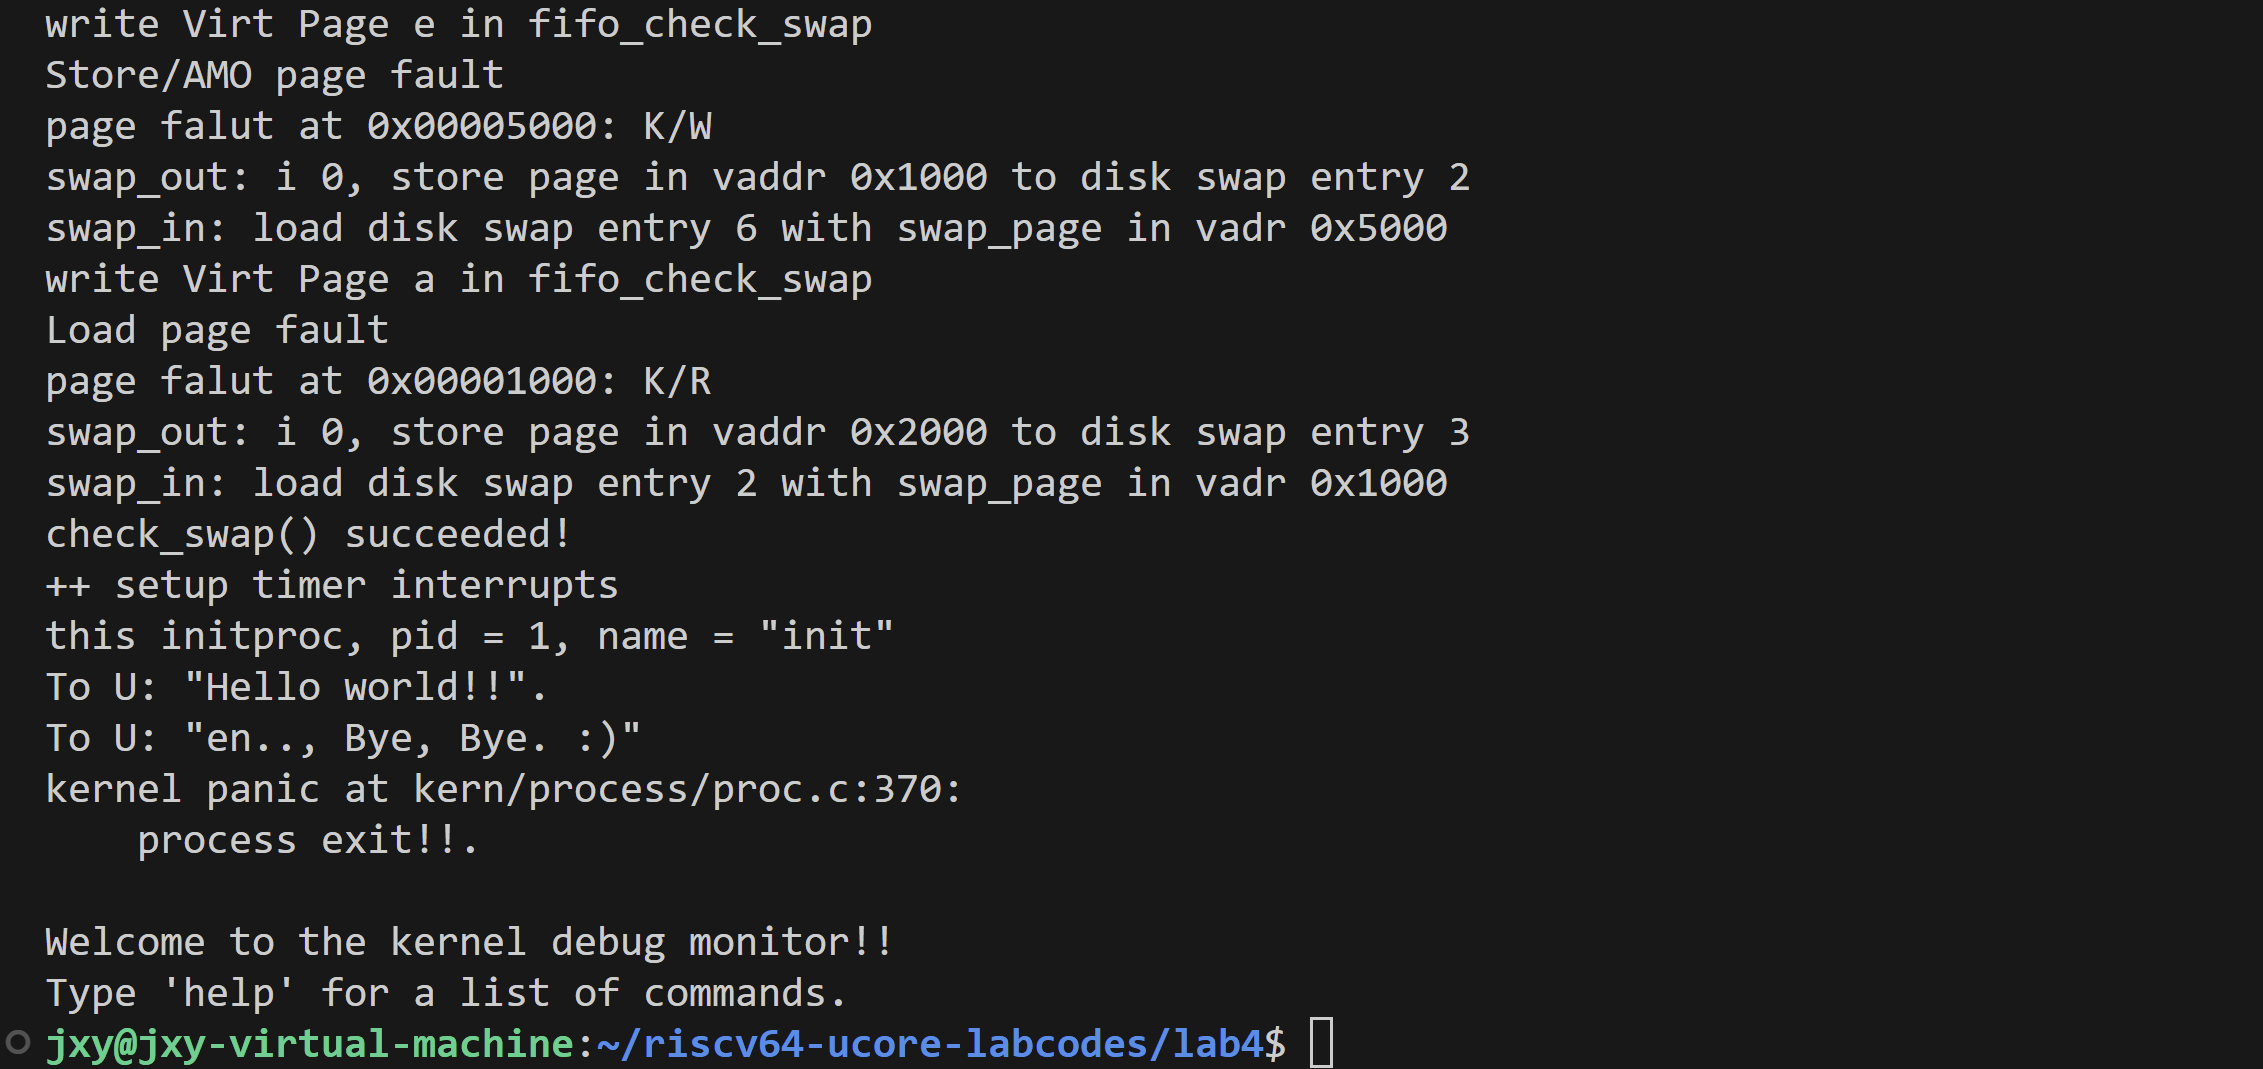 write Virt Page e in fifo_check_swap
Store/AMO page fault
page falut at 0x00005000: K/W
swap_out: i 0, store page in vaddr 0x1000 to disk swap entry 2
swap_in: load disk swap entry 6 with swap_page in vadr 0x5000
write Virt Page a in fifo_check_swap
Load page fault
page falut at 0x00001000: K/R
swap_out: i 0, store page in vaddr 0x2000 to disk swap entry 3
swap_in: load disk swap entry 2 with swap_page in vadr 0x1000
check_swap() succeeded!
++ setup timer interrupts
this initproc, pid = 1, name = "init"
To U: "Hello world!!".
To U: "en.., Bye, Bye. :)"
kernel panic at kern/process/proc.c:370:
    process exit!!.

Welcome to the kernel debug monitor!!
Type 'help' for a list of commands.
jxy@jxy-virtual-machine:~/riscv64-ucore-labcodes/lab4$